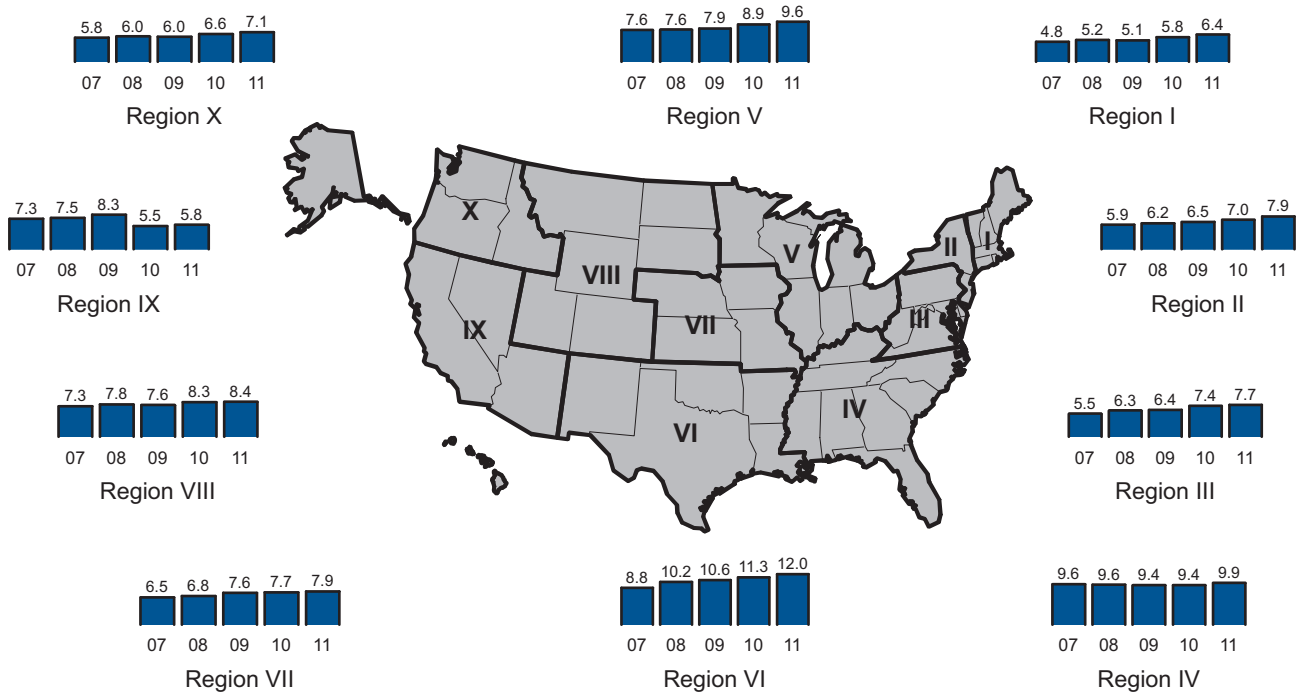 5.8 6.0 6.0 6.6 7.1
07 08 09 10 11
Region X
7.6 7.6 7.9 8.9 9.6
07 08 09 10 11
Region V
4.8 5.2 5.1 5.8 6.4
07 08 09 10 11
Region I
7.3 7.5 8.3 5.5 5.8
07 08 09 10 11
Region IX
5.9 6.2 6.5 7.0 7.9
07 08 09 10 11
Region II
X
V
II
I
VIII
IX
VII
III
IV
VI
7.3 7.8 7.6 8.3 8.4
07 08 09 10 11
Region VIII
5.5 6.3 6.4 7.4 7.7
07 08 09 10 11
Region III
6.5 6.8 7.6 7.7 7.9
07 08 09 10 11
Region VII
8.8 10.2 10.6 11.3 12.0
07 08 09 10 11
Region VI
9.6 9.6 9.4 9.4 9.9
07 08 09 10 11
Region IV